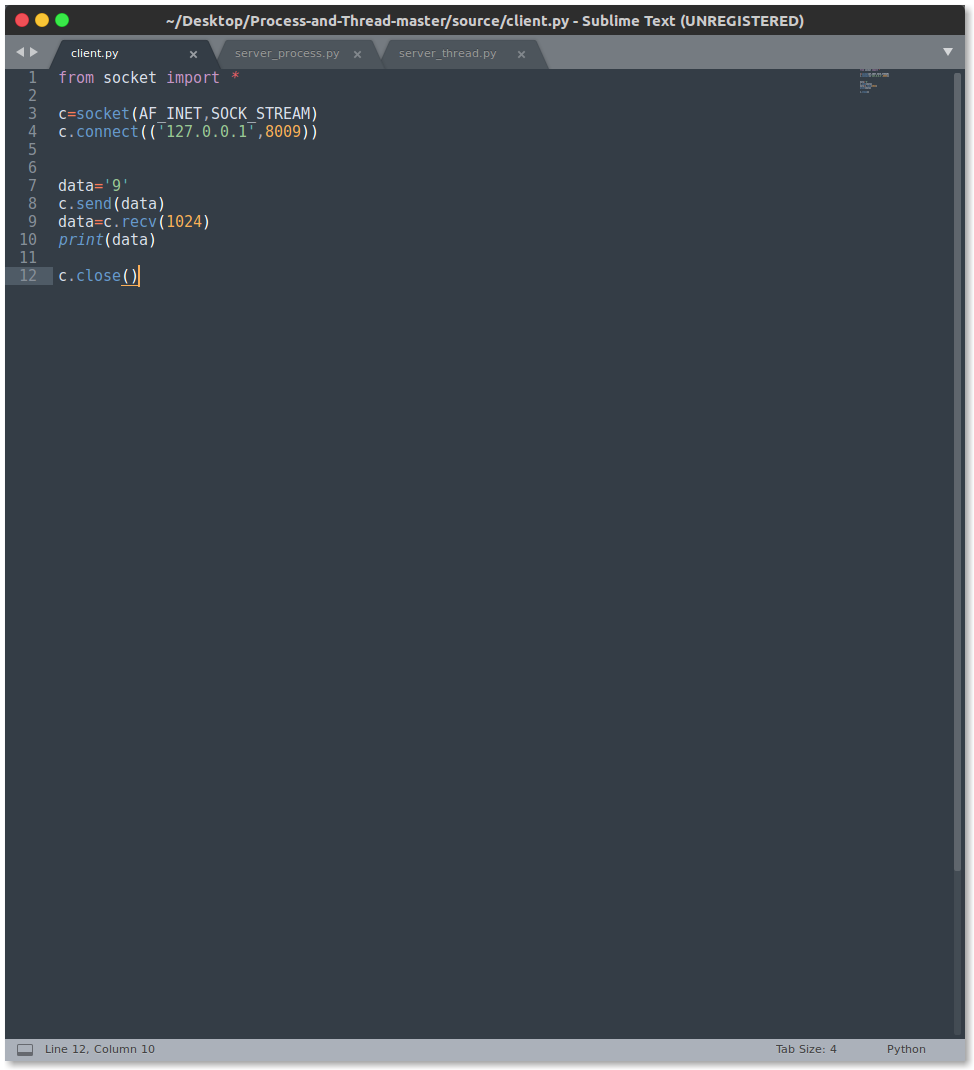 ~/Desktop/Process-and-Thread-master/source/client.py - Sublime Text (UNREGISTERED)
client.py × server_process.py × server_thread.py ×
1 from socket import *
2
3 c=socket(AF_INET,SOCK_STREAM)
4 c.connect(('127.0.0.1',8009))
5
6
7 data='9'
8 c.send(data)
9 data=c.recv(1024)
10 print(data)
11
12 c.close()
Line 12, Column 10 Tab Size: 4 Python